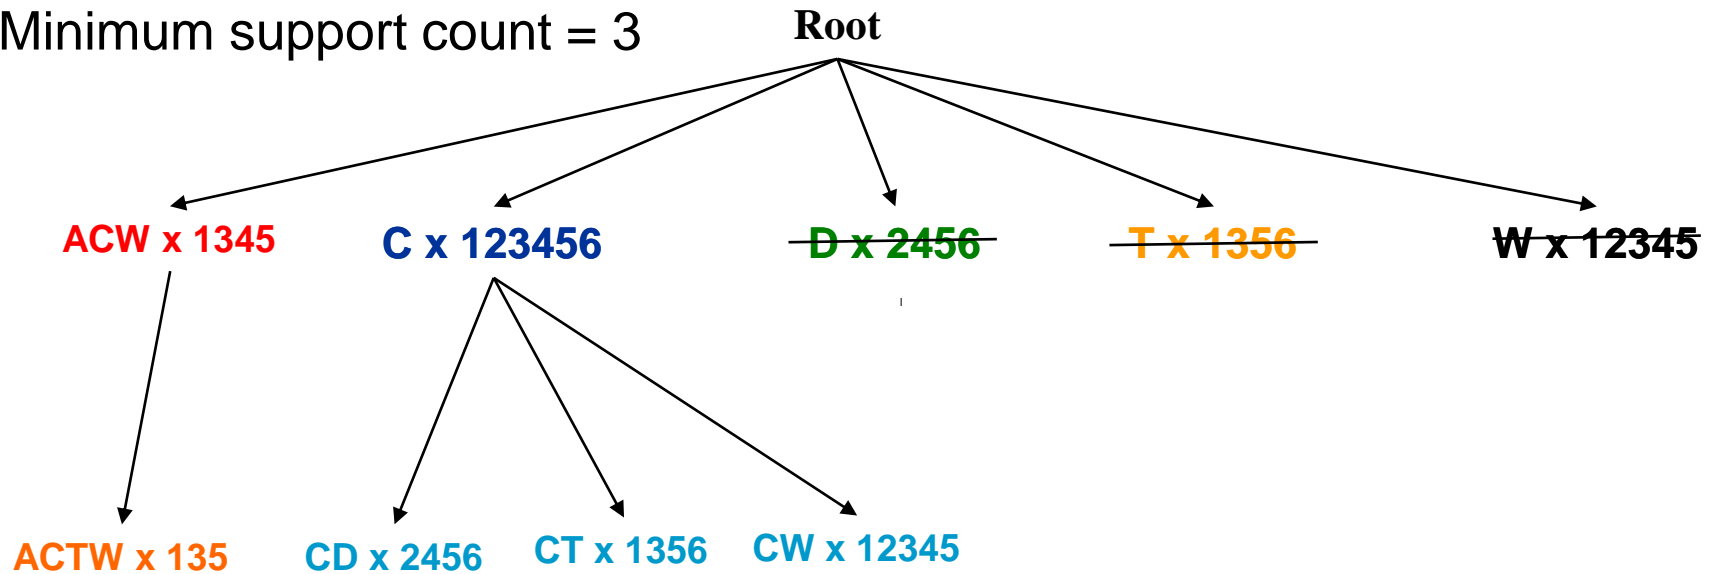 Minimum support count = 3
Root
ACW x 1345
C x 123456
D x 2456
T x 1356
W x 12345
ACTW x 135
CD x 2456
CT x 1356
CW x 12345